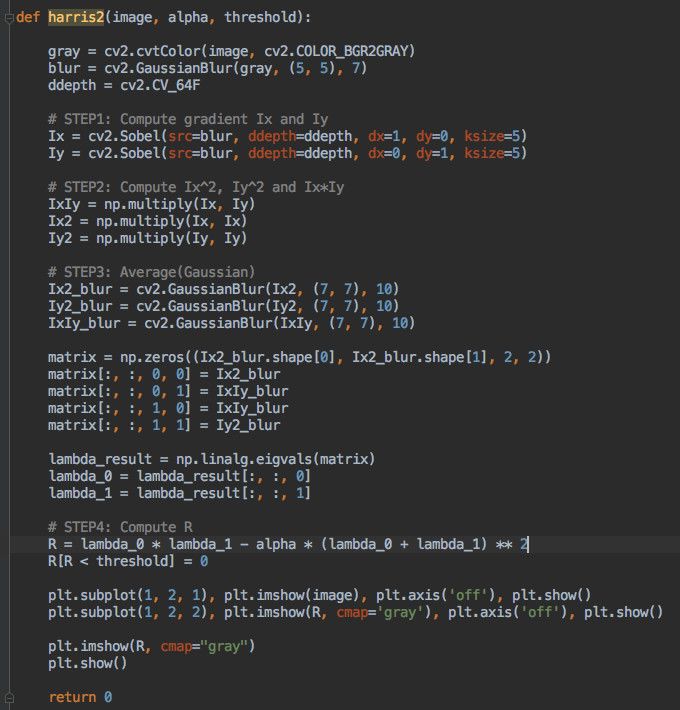 def harris2(image, alpha, threshold):
gray = cv2.cvtColor(image, cv2.COLOR_BGR2GRAY)
blur = cv2.GaussianBlur(gray, (5, 5), 7)
ddepth = cv2.CV_64F
# STEP1: Compute gradient Ix and Iy
Ix = cv2.Sobel(src=blur, ddepth=ddepth, dx=1, dy=0, ksize=5)
Iy = cv2.Sobel(src=blur, ddepth=ddepth, dx=0, dy=1, ksize=5)
# STEP2: Compute Ix^2, Iy^2 and Ix*Iy
IxIy = np.multiply(Ix, Iy)
Ix2 = np.multiply(Ix, Ix)
Iy2 = np.multiply(Iy, Iy)
# STEP3: Average(Gaussian)
Ix2_blur = cv2.GaussianBlur(Ix2, (7, 7), 10)
Iy2_blur = cv2.GaussianBlur(Iy2, (7, 7), 10)
IxIy_blur = cv2.GaussianBlur(IxIy, (7, 7), 10)
matrix = np.zeros((Ix2_blur.shape[0], Ix2_blur.shape[1], 2, 2))
matrix[:, :, 0, 0] = Ix2_blur
matrix[:, :, 0, 1] = IxIy_blur
matrix[:, :, 1, 0] = IxIy_blur
matrix[:, :, 1, 1] = Iy2_blur
lambda_result = np.linalg.eigvals(matrix)
lambda_0 = lambda_result[:, :, 0]
lambda_1 = lambda_result[:, :, 1]
# STEP4: Compute R
R = lambda_0 * lambda_1 - alpha * (lambda_0 + lambda_1) ** 2
R[R < threshold] = 0
plt.subplot(1, 2, 1), plt.imshow(image), plt.axis('off'), plt.show()
plt.subplot(1, 2, 2), plt.imshow(R, cmap='gray'), plt.axis('off'), plt.show()
plt.imshow(R, cmap="gray")
plt.show()
return 0